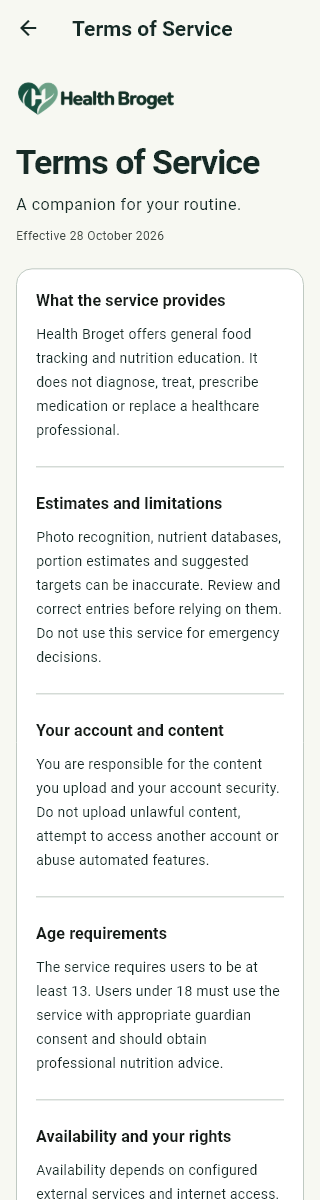 Terms of Service
Health Broget
Terms of Service
A companion for your routine.
Effective 28 October 2026
What the service provides
Health Broget offers general food
tracking and nutrition education. It
does not diagnose, treat, prescribe
medication or replace a healthcare
professional.
Estimates and limitations
Photo recognition, nutrient databases,
portion estimates and suggested
targets can be inaccurate. Review and
correct entries before relying on them.
Do not use this service for emergency
decisions.
Your account and content
You are responsible for the content
you upload and your account security.
Do not upload unlawful content,
attempt to access another account or
abuse automated features.
Age requirements
The service requires users to be at
least 13. Users under 18 must use the
service with appropriate guardian
consent and should obtain
professional nutrition advice.
Availability and your rights
Availability depends on configured
external services and internet access.